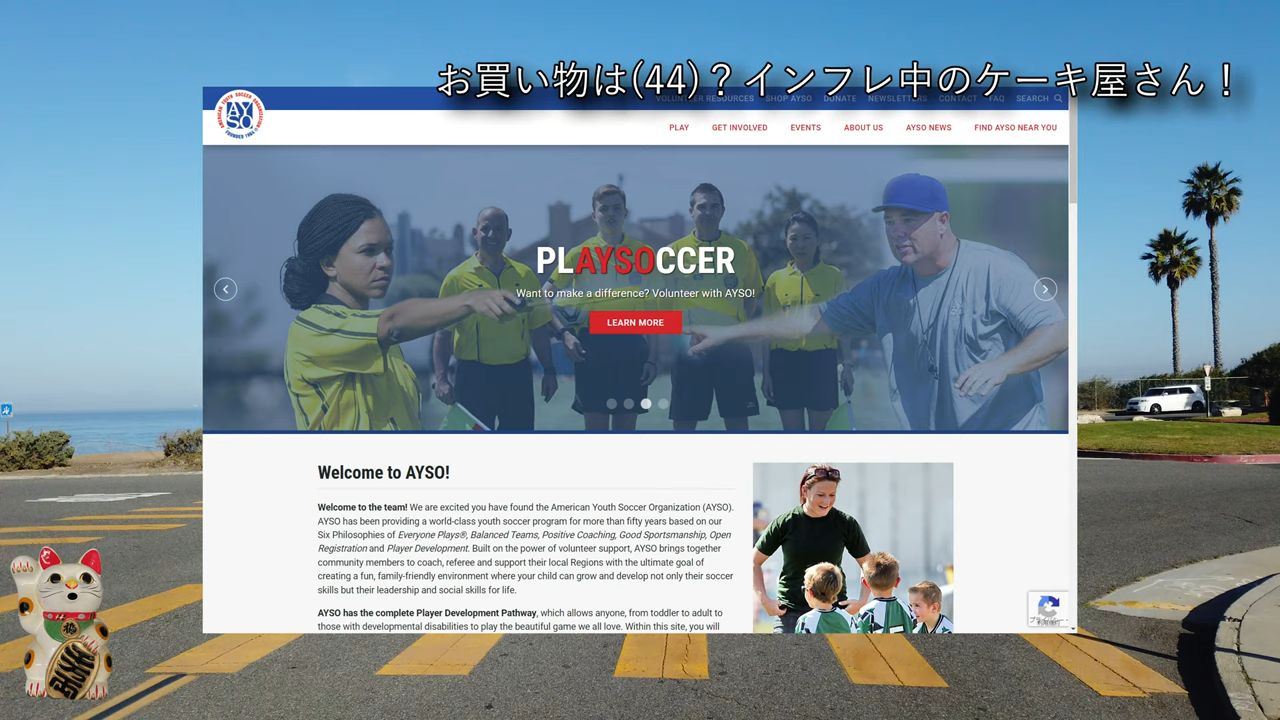 お買い物は(44)？インフレ中のケーキ屋さん！
VOLUNTEER RESOURCES SHOP AYSO DONATE NEWSLETTERS CONTACT FAQ SEARCH
AMERICAN YOUTH SOCCER ORGANIZATION
AYSO
FOUNDED 1964
PLAY GET INVOLVED EVENTS ABOUT US AYSO NEWS FIND AYSO NEAR YOU
PLAYSOCCER
Want to make a difference? Volunteer with AYSO!
LEARN MORE
Welcome to AYSO!
Welcome to the team! We are excited you have found the American Youth Soccer Organization (AYSO).
AYSO has been providing a world-class youth soccer program for more than fifty years based on our
Six Philosophies of Everyone Plays®, Balanced Teams, Positive Coaching, Good Sportsmanship, Open
Registration and Player Development. Built on the power of volunteer support, AYSO brings together
community members to coach, referee and support their local Regions with the ultimate goal of
creating a fun, family-friendly environment where your child can grow and develop not only their soccer
skills but their leadership and social skills for life.
AYSO has the complete Player Development Pathway, which allows anyone, from toddler to adult to
those with developmental disabilities to play the beautiful game we all love. Within this site, you will